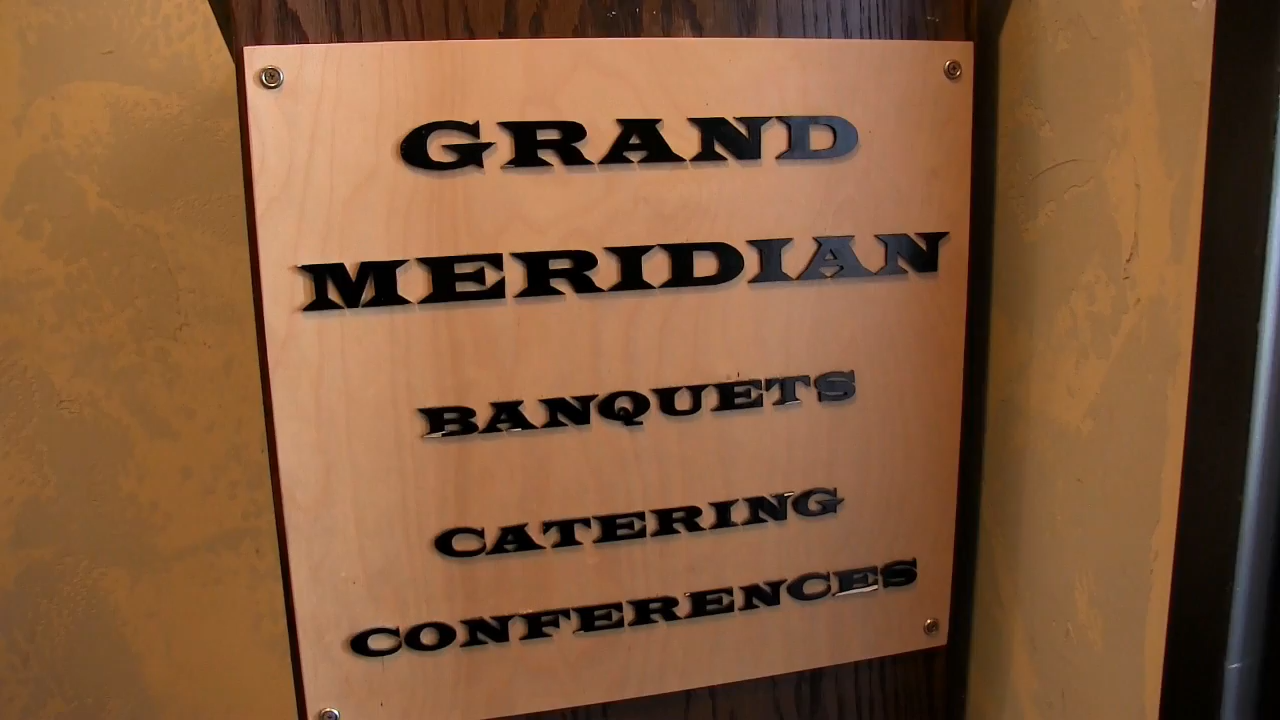 GRAND
MERIDIAN
BANQUETS
CATERING
CONFERENCES